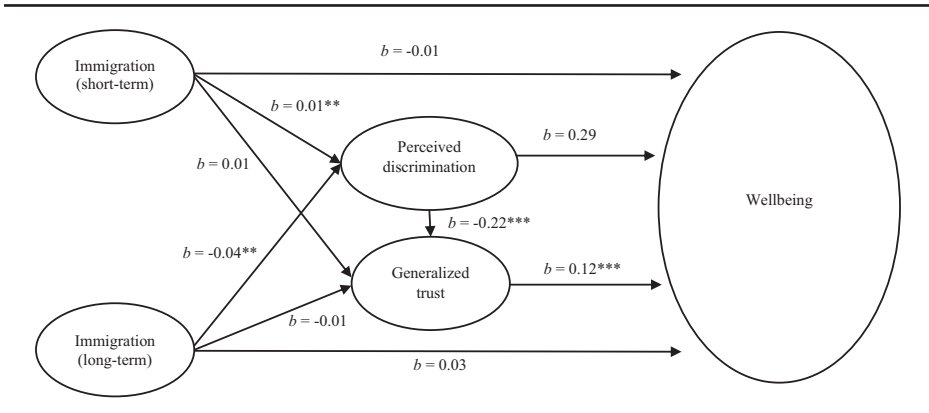 b = -0.01
Immigration
(short-term)
b = 0.01**
b = 0.29
Perceived
discrimination
b = 0.01
Wellbeing
b = -0.22***
b = -0.04**
Generalized
trust
b = 0.12***
b = -0.01
Immigration
(long-term)
b = 0.03